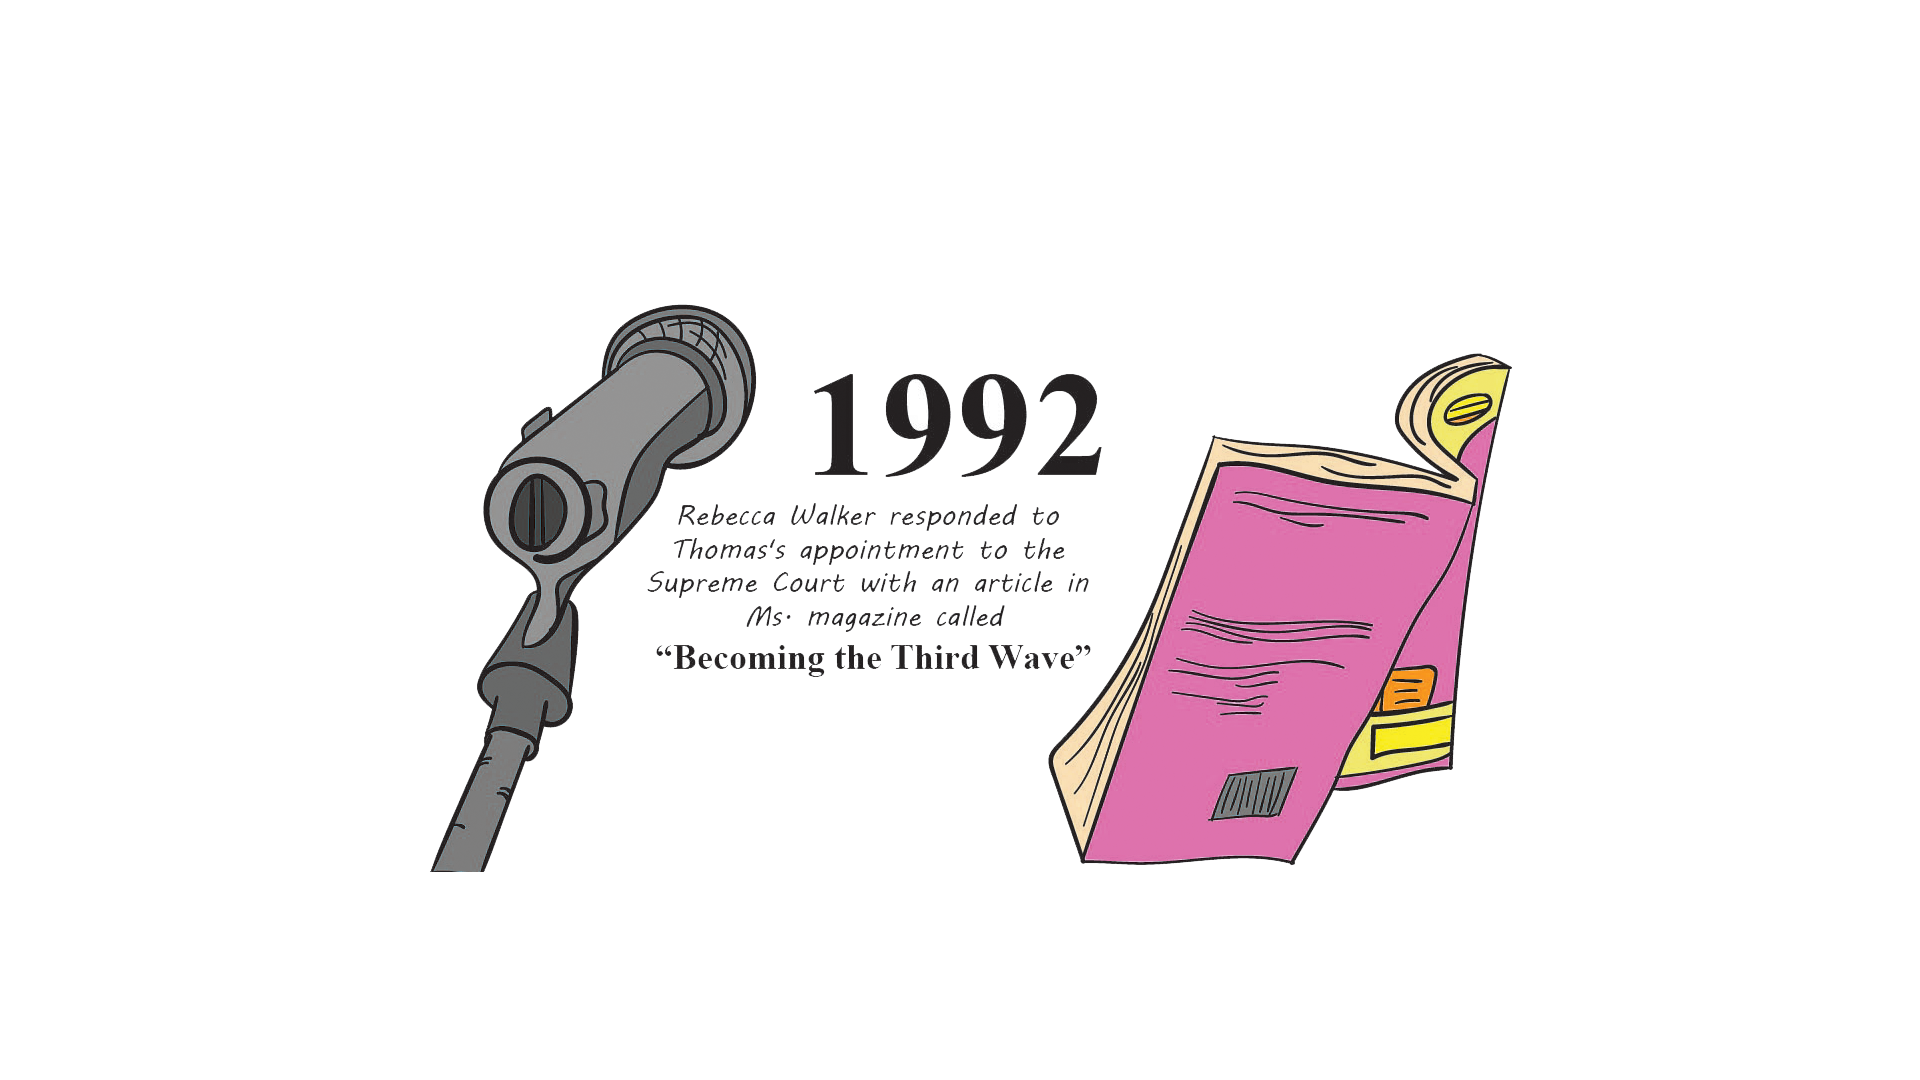 1992
Rebecca Walker responded to
Thomas's appointment to the
Supreme Court with an article in
Ms. magazine called
“Becoming the Third Wave”